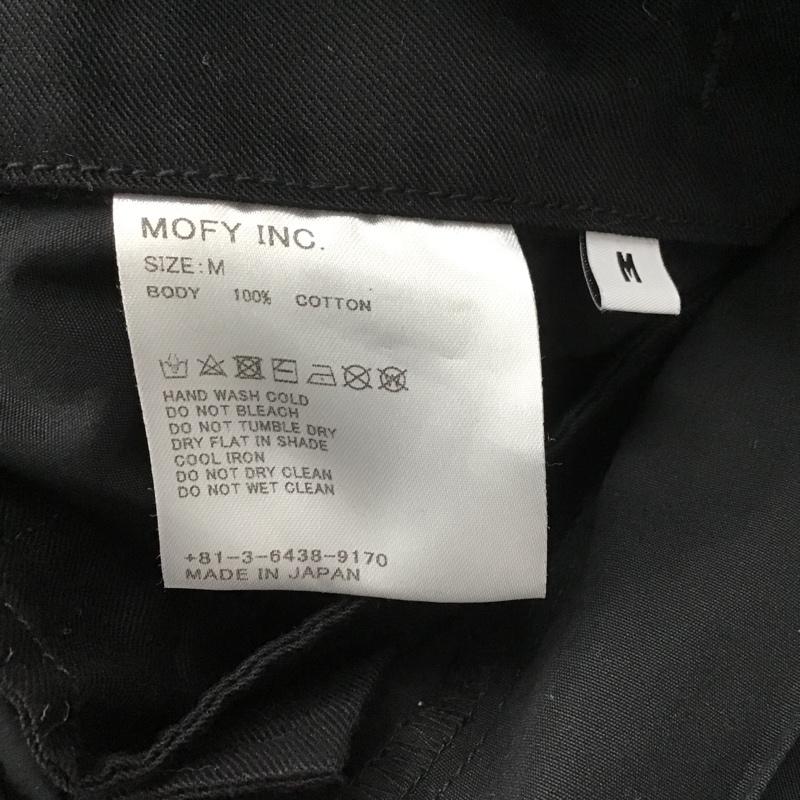 MOFY INC.
SIZE:M
BODY 100% COTTON
HAND WASH COLD
DO NOT BLEACH
DO NOT TUMBLE DRY
DRY FLAT IN SHADE
COOL IRON
DO NOT DRY CLEAN
DO NOT WET CLEAN
+81-3-6438-9170
MADE IN JAPAN
M